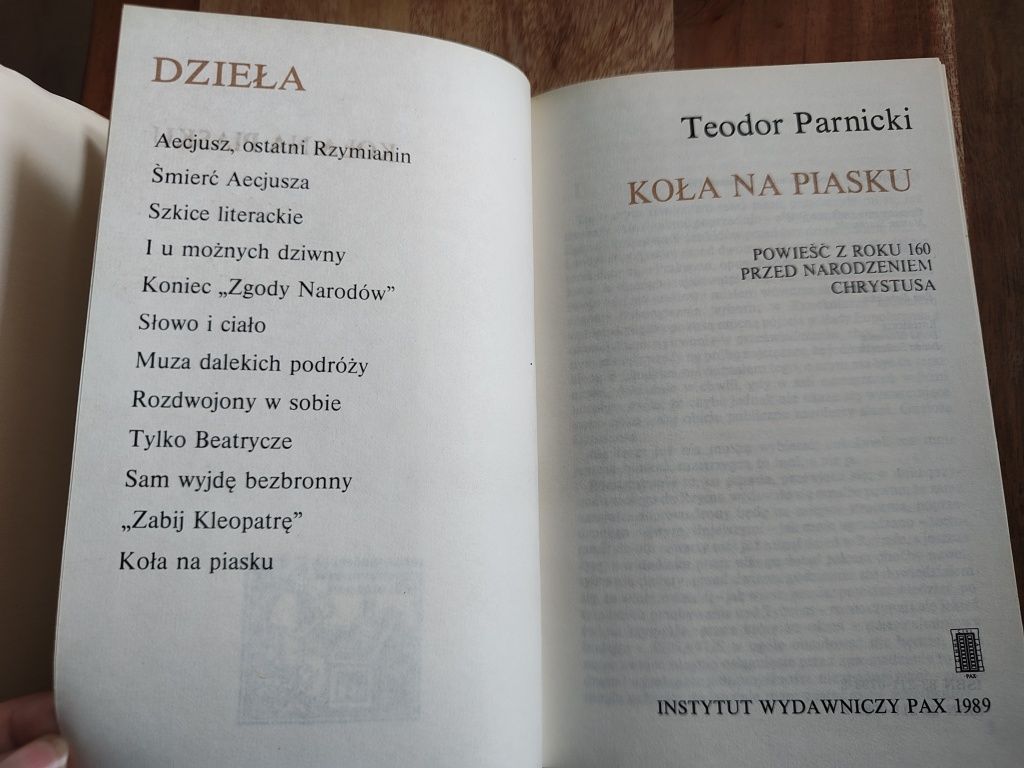 DZIEŁA
Aecjusz, ostatni Rzymianin
Śmierć Aecjusza
Szkice literackie
I u możnych dziwny
Koniec „Zgody Narodów”
Słowo i ciało
Muza dalekich podróży
Rozdwojony w sobie
Tylko Beatrycze
Sam wyjdę bezbronny
„Zabij Kleopatrę”
Koła na piasku
Teodor Parnicki
KOŁA NA PIASKU
POWIEŚĆ Z ROKU 160
PRZED NARODZENIEM
CHRYSTUSA
PAX
INSTYTUT WYDAWNICZY PAX 1989